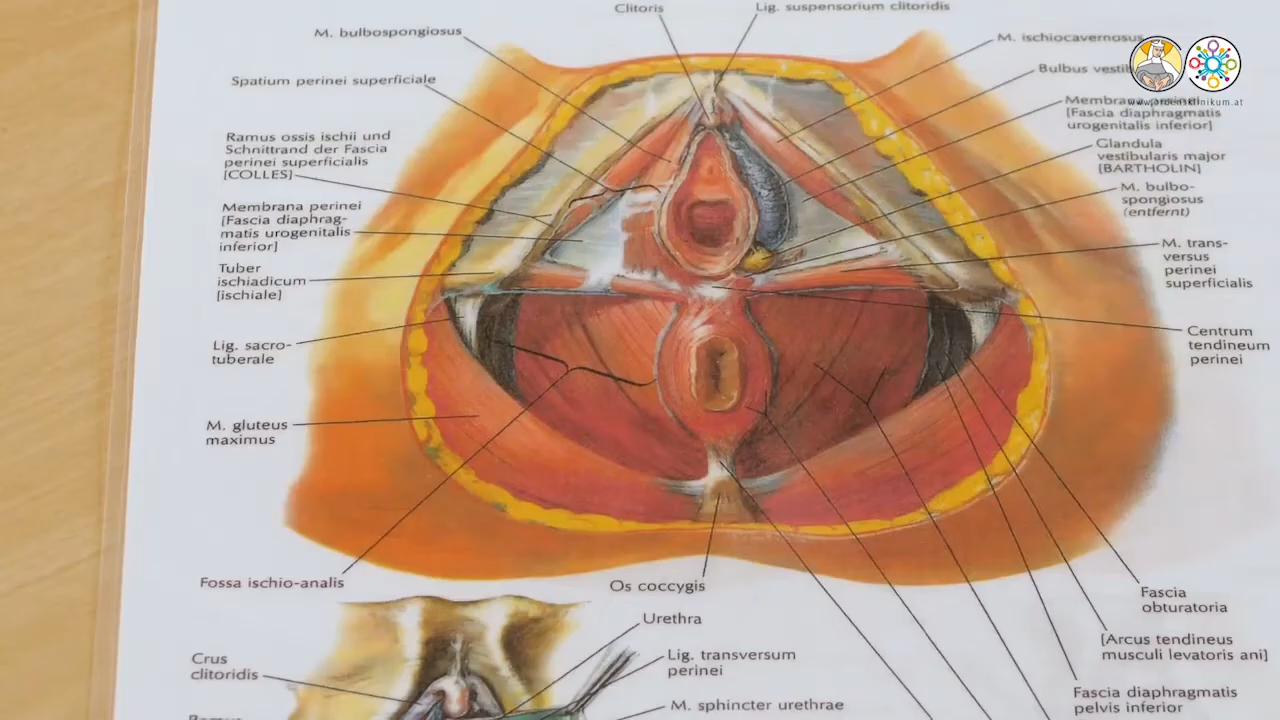 Clitoris
Lig. suspensorium clitoridis
M. bulbospongiosus
Spatium perinei superficiale
Ramus ossis ischii und
Schnittrand der Fascia
perinei superficialis
[COLLES]
Membrana perinei
[Fascia diaphrag-
matis urogenitalis
inferior]
Tuber
ischiadicum
[ischiale]
Lig. sacro-
tuberale
M. gluteus
maximus
Fossa ischio-analis
M. ischiocavernosus
Bulbus
[Fascia diaphragmatis
urogenitalis inferior]
Glandula
vestibularis major
[BARTHOLIN]
M. bulbo-
spongiosus
(entfernt)
M. trans-
versus
perinei
superficialis
Centrum
tendineum
perinei
Os coccygis
Fascia
obturatoria
[Arcus tendineus
musculi levatoris ani]
Fascia diaphragmatis
pelvis inferior
Urethra
Lig. transversum
perinei
M. sphincter urethrae
Crus
clitoridis